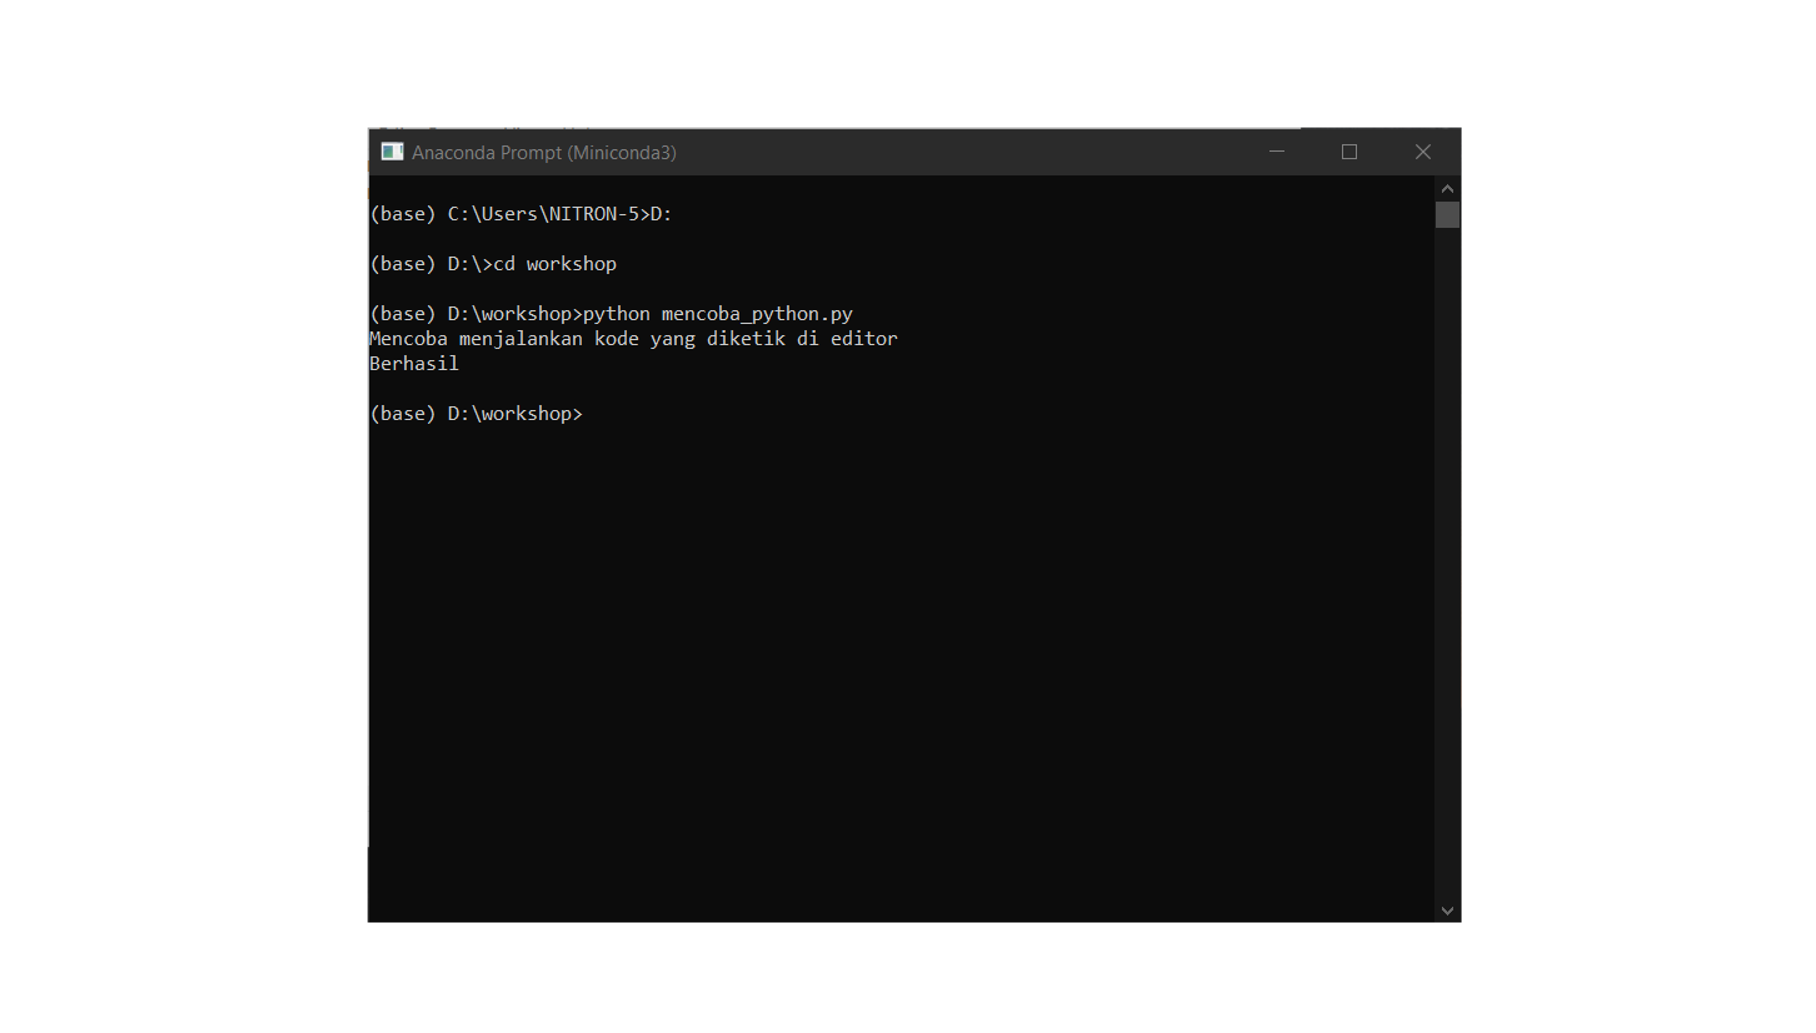 Anaconda Prompt (Miniconda3)
(base) C:\Users\NITRON-5>D:
(base) D:\>cd workshop
(base) D:\workshop>python mencoba_python.py
Mencoba menjalankan kode yang diketik di editor
Berhasil
(base) D:\workshop>